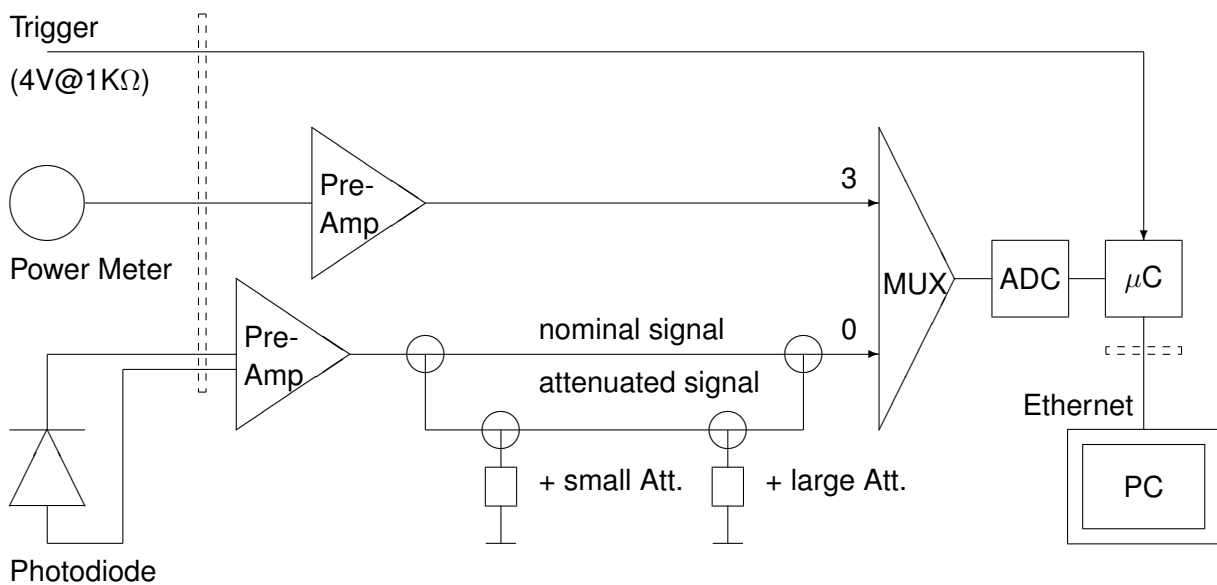 Trigger
(4V@1KΩ)
Pre-
Amp
3
Power Meter
MUX
ADC
μC
Pre-
Amp
nominal signal
0
attenuated signal
Ethernet
+ small Att.
+ large Att.
PC
Photodiode